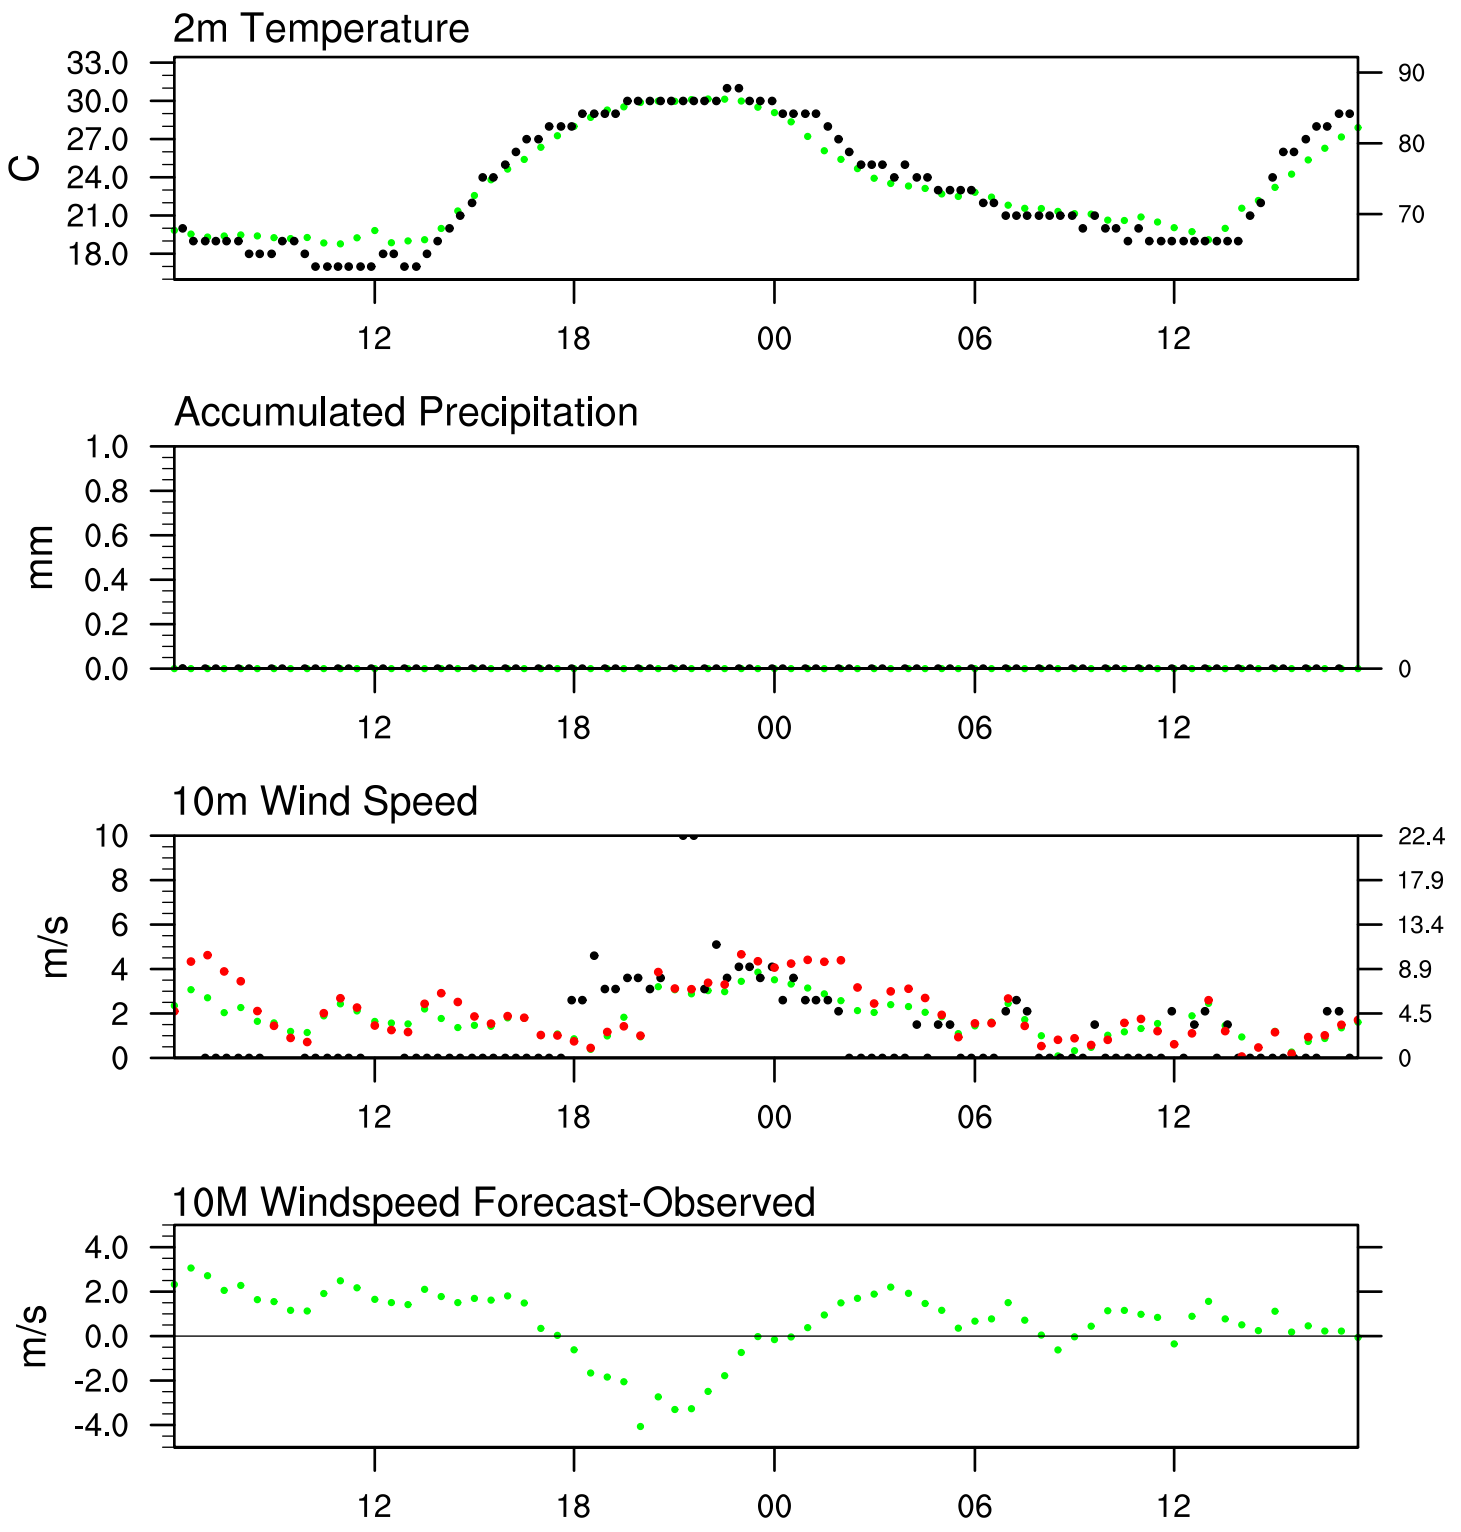 2m Temperature
33.0
30.0
27.0
24.0
21.0
18.0
C
90
80
70
12 18 00 06 12
Accumulated Precipitation
1.0
0.8
0.6
0.4
0.2
0.0
mm
0
12 18 00 06 12
10m Wind Speed
10
8
6
4
2
0
m/s
22.4
17.9
13.4
8.9
4.5
0
12 18 00 06 12
10M Windspeed Forecast-Observed
4.0
2.0
0.0
-2.0
-4.0
m/s
12 18 00 06 12